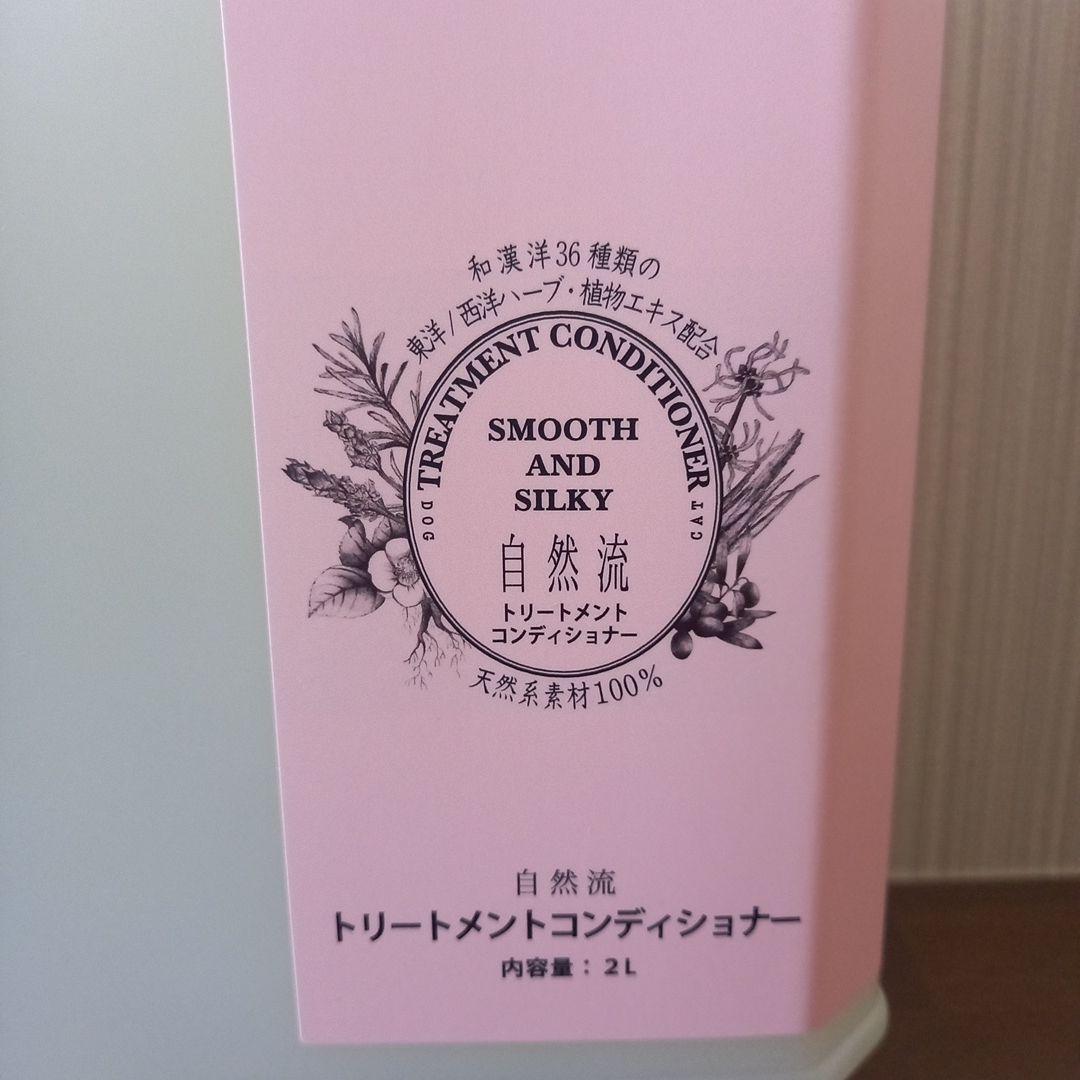 和漢洋36種類の
東洋/西洋ハーブ・植物エキス配合
TREATMENT CONDITIONER
SMOOTH
AND
SILKY
DOG
CAT
自然流
トリートメント
コンディショナー
天然系素材100%
自然流
トリートメントコンディショナー
内容量：2L